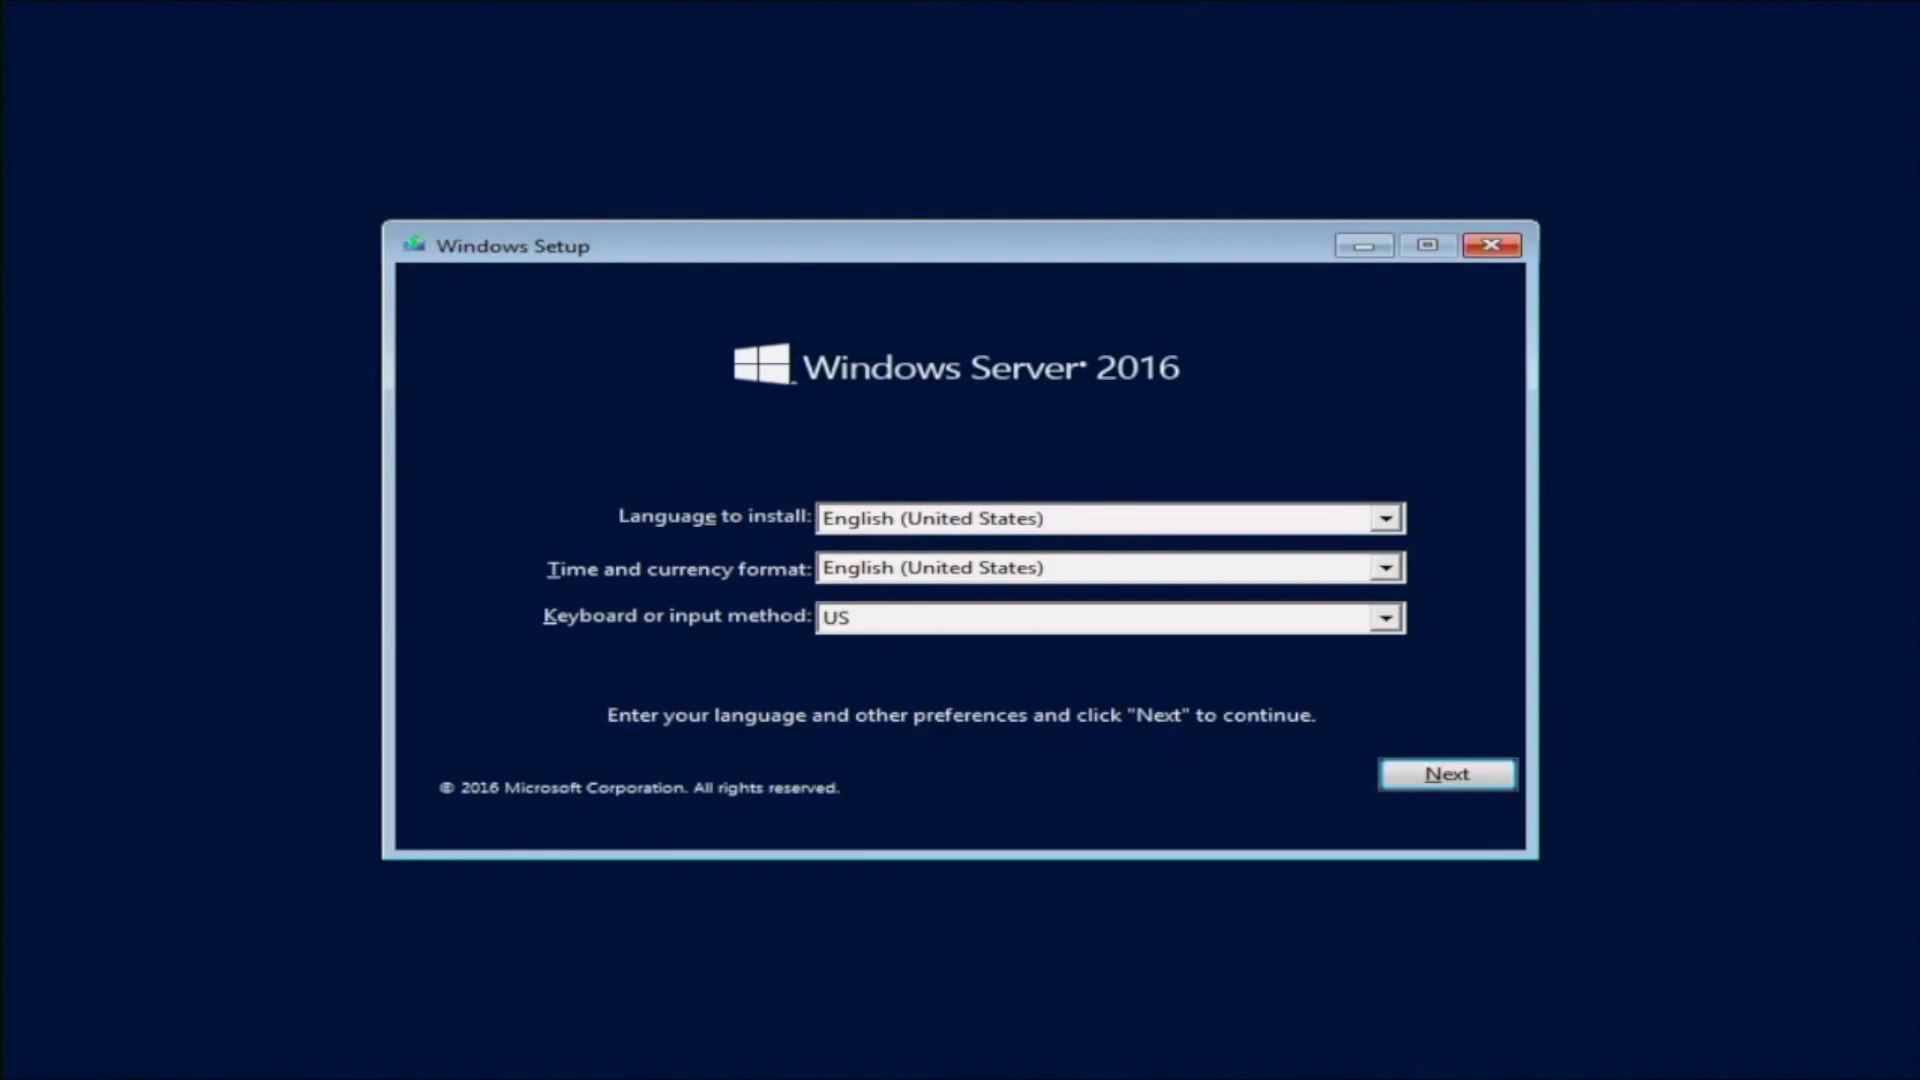 Windows Setup
Windows Server® 2016
Language to install: English (United States)
Time and currency format: English (United States)
Keyboard or input method: US
Enter your language and other preferences and click "Next" to continue.
Next
© 2016 Microsoft Corporation. All rights reserved.